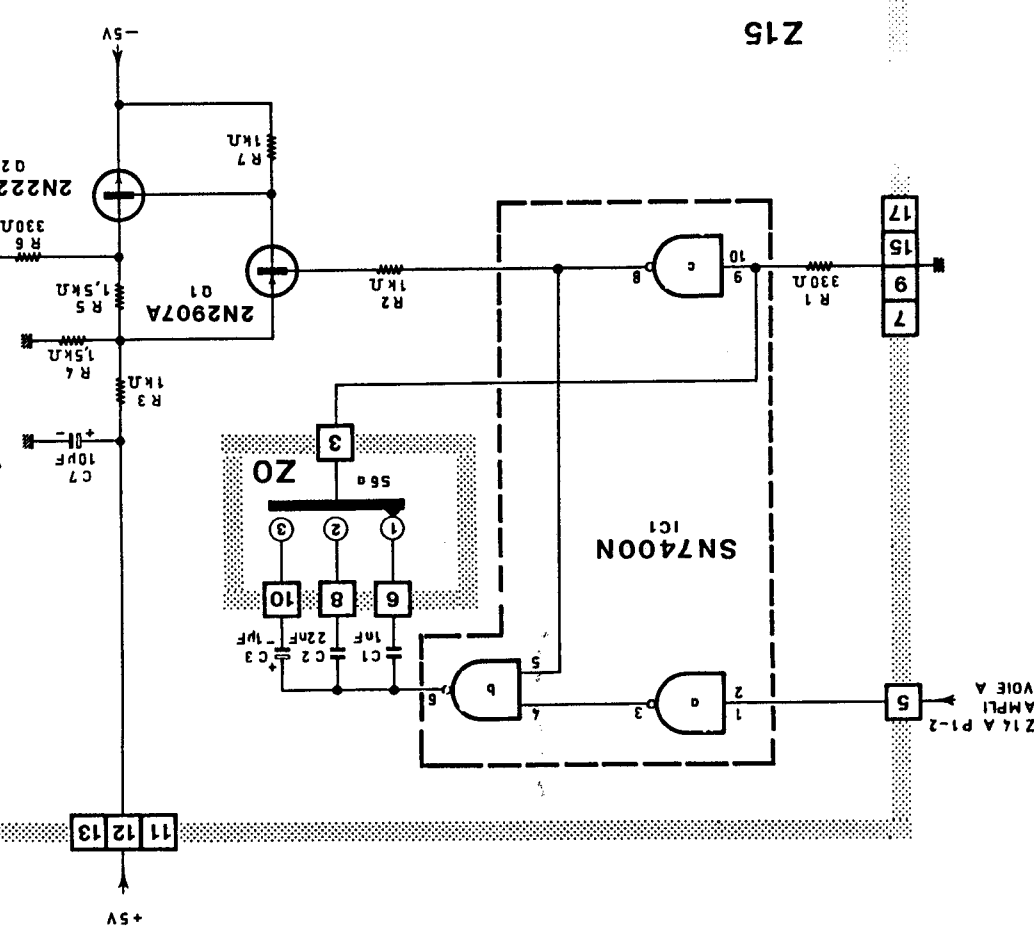 +5V
11 12 13
Z14 A P1-2
AMPLI
VOIE A
5
1
2
a
3
4
5
b
6
C1
1nF
C2
22nF
C3
1µF
+
-
6
8
10
1
2
3
S6a
Z0
3
SN7400N
IC1
C7
10µF
+
-
R3
1kΩ
R4
1,5kΩ
R5
1,5kΩ
7
9
15
17
R1
330Ω
9
10
c
8
R2
1kΩ
2N2907A
Q1
R6
330Ω
2N222
Q2
R7
1kΩ
-5V
Z15